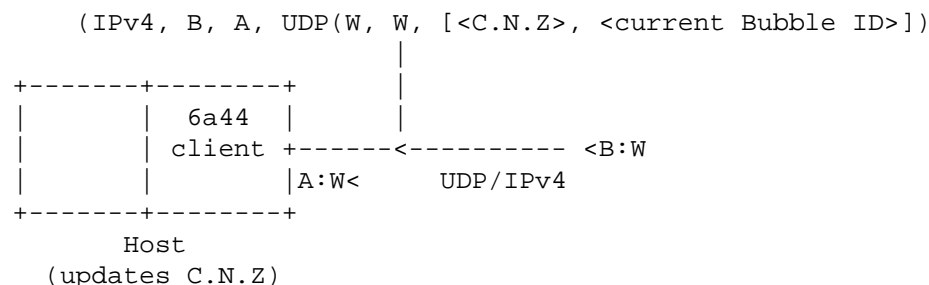 (IPv4, B, A, UDP(W, W, [<C.N.Z>, <current Bubble ID>])
6a44
client
<B:W
A:W<
UDP/IPv4
Host
(updates C.N.Z)